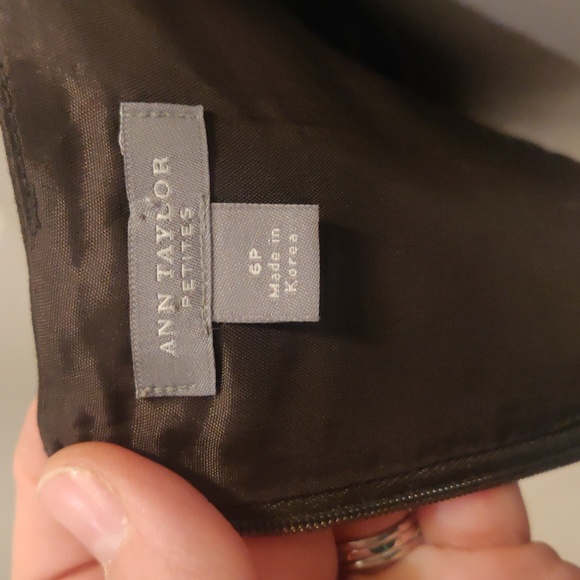 ANN TAYLOR
PETITES
6P
Made in
Korea